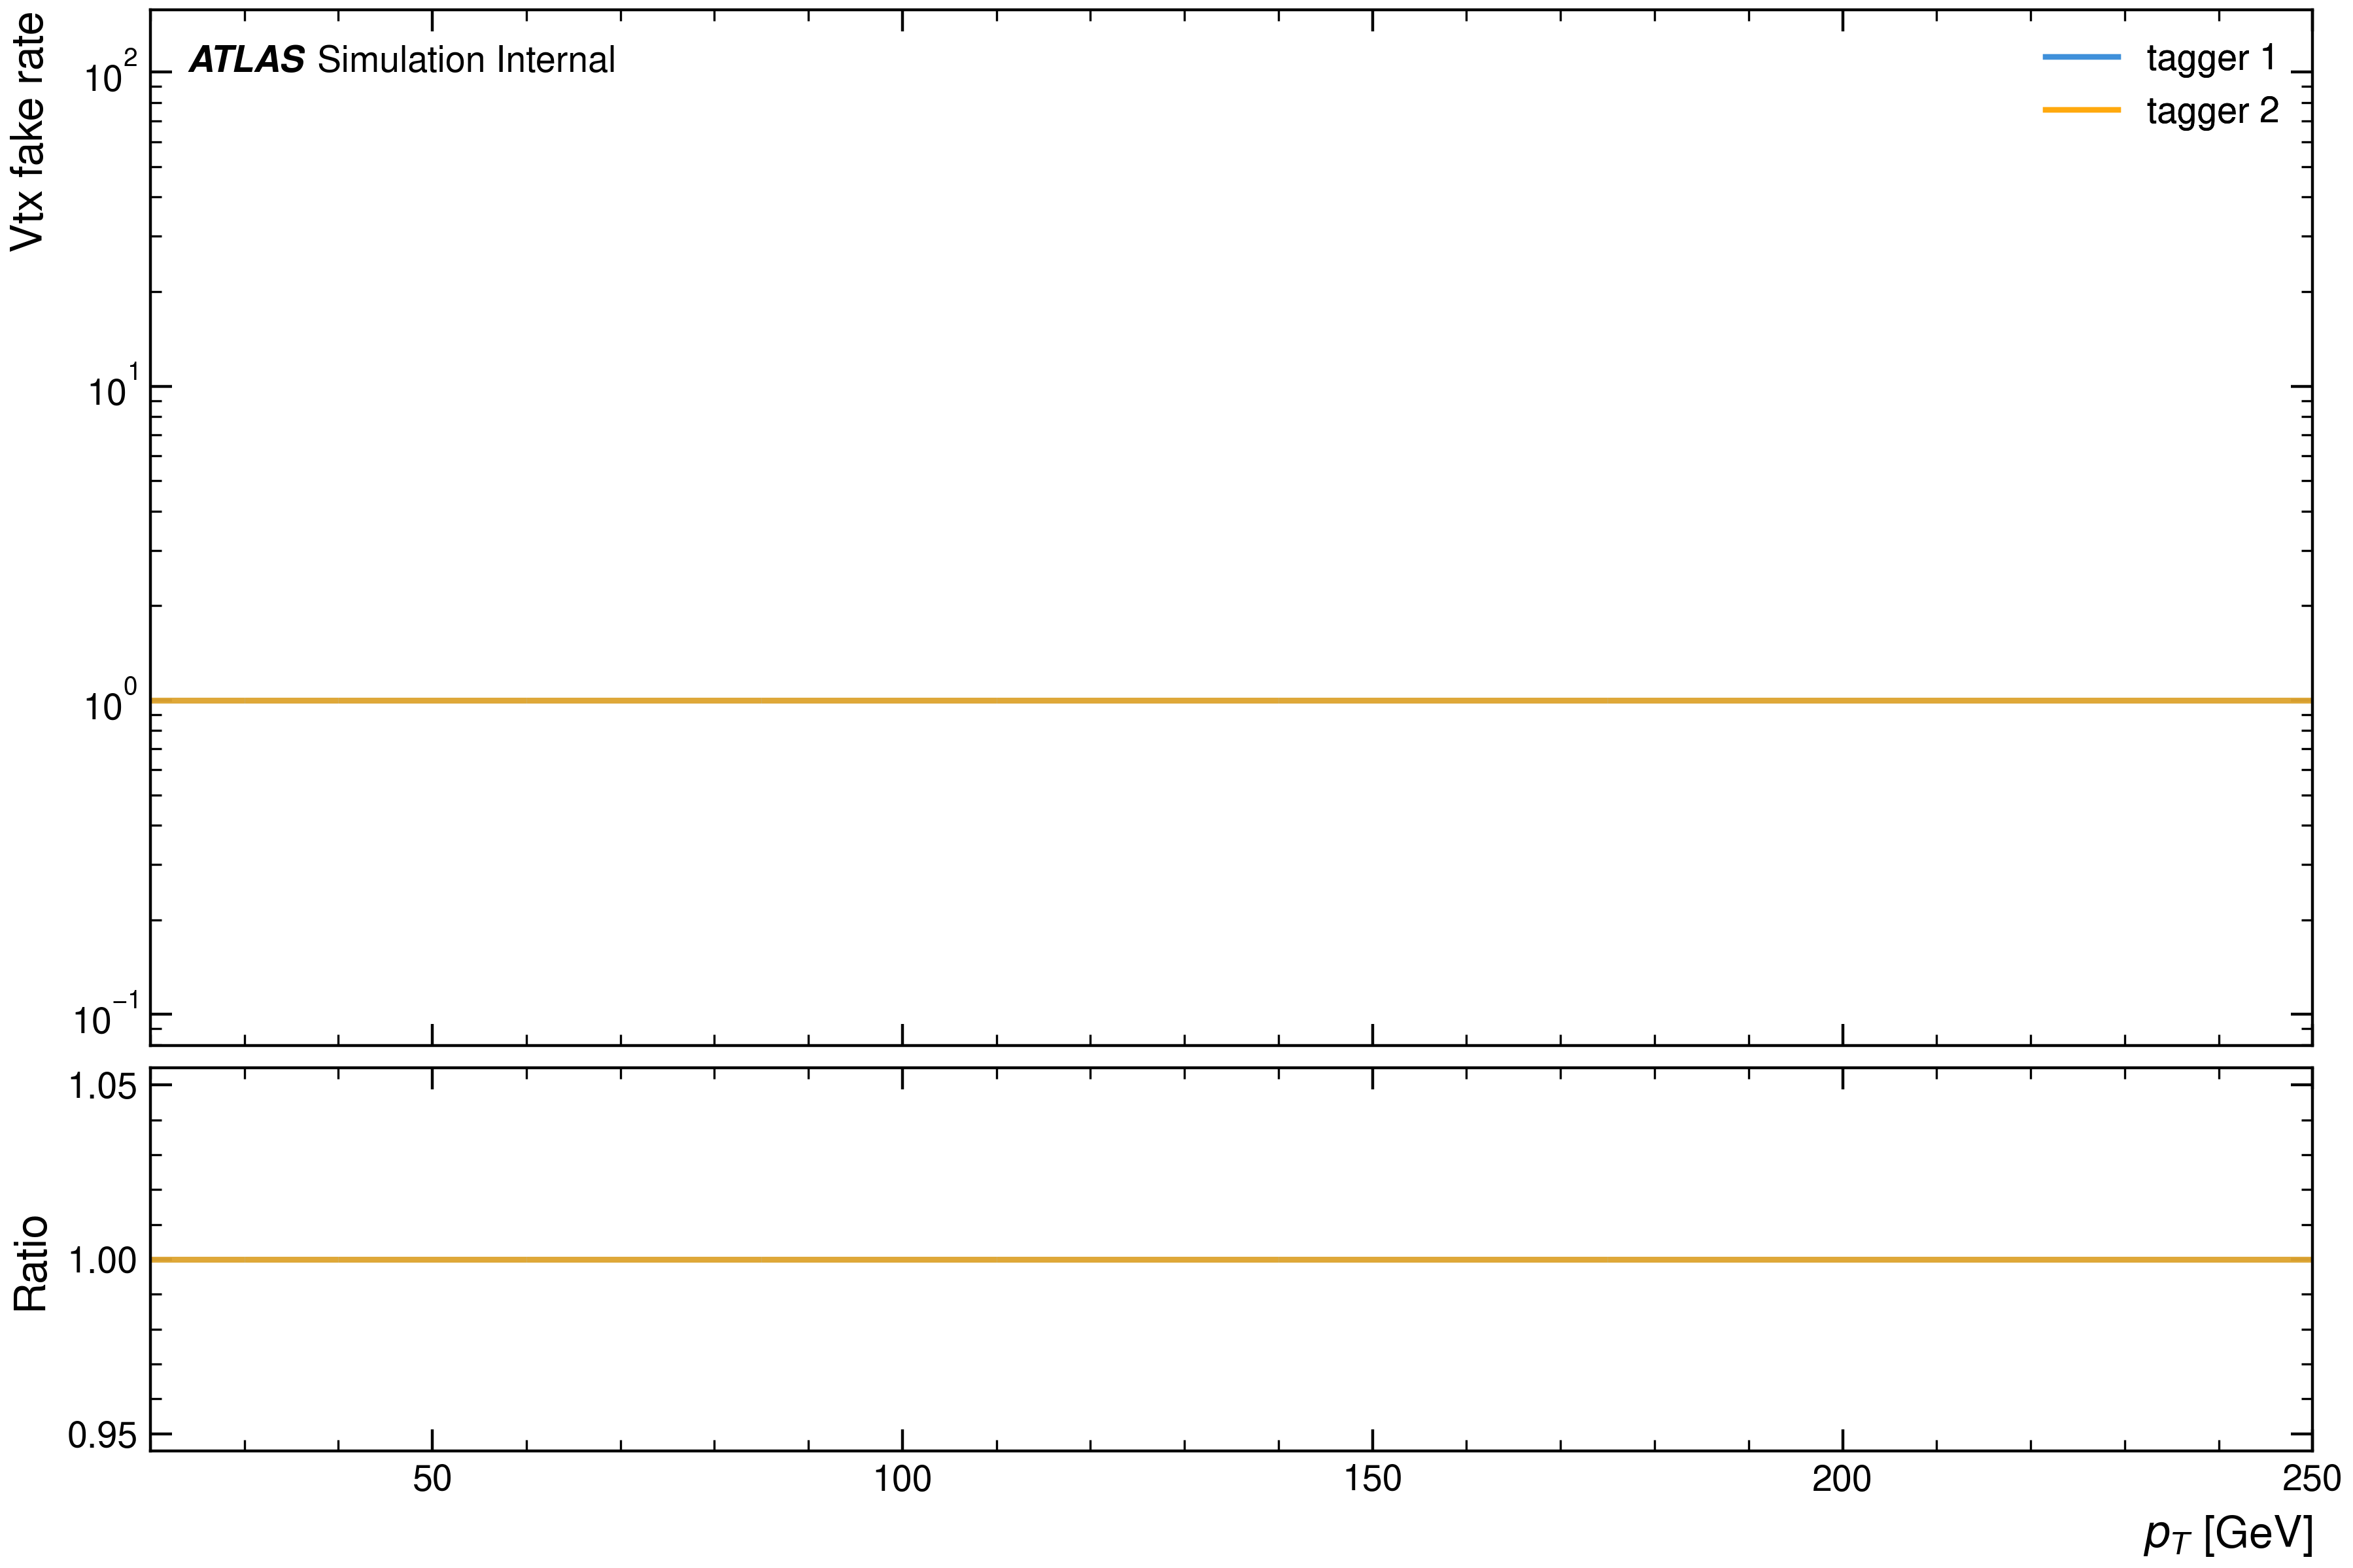 Vtx fake rate
ATLAS Simulation Internal
tagger 1
tagger 2
10^2
10^1
10^0
10^−1
Ratio
1.05
1.00
0.95
50 100 150 200 250
p_T [GeV]